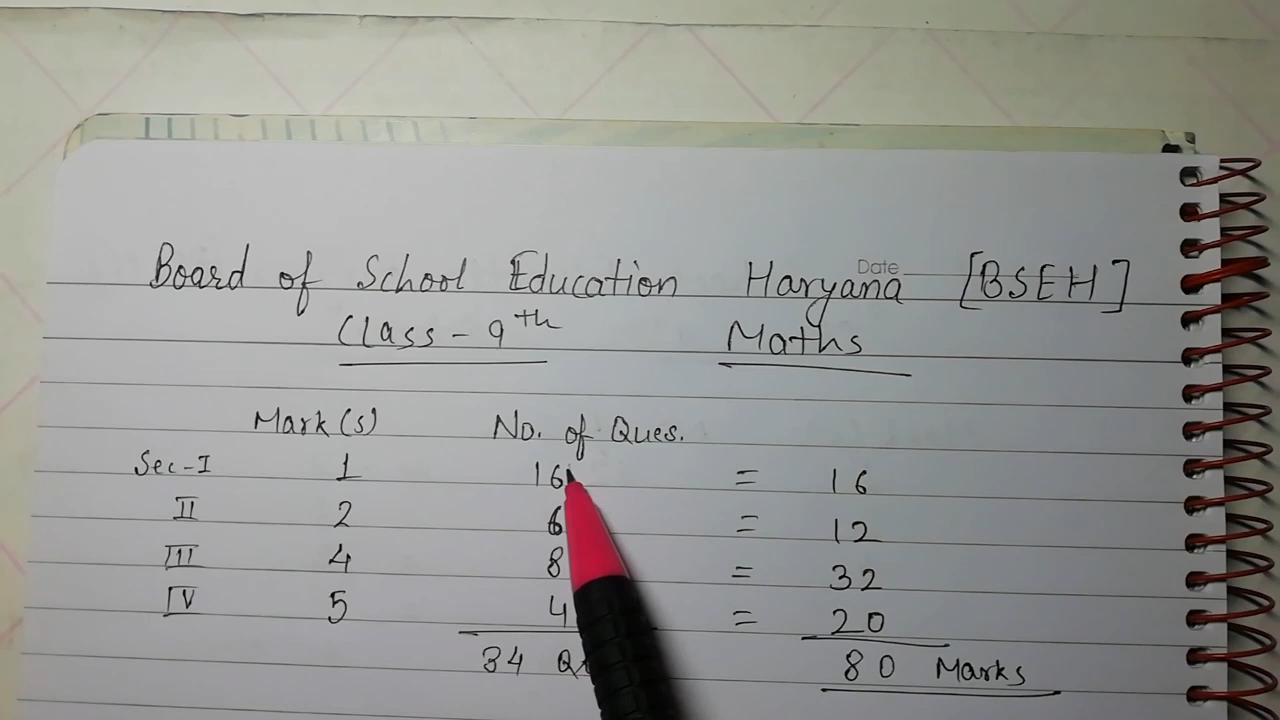 Date
Board of School Education Haryana [BSEH]
Class - 9th Maths
Mark(s) No. of Ques.
Sec-I 1 16 = 16
II 2 6 = 12
III 4 8 = 32
IV 5 4 = 20
34 80 Marks